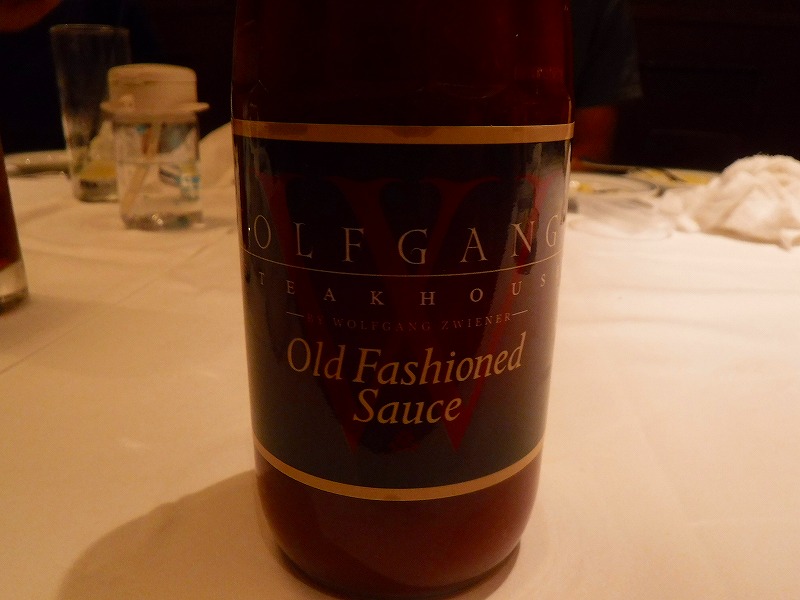 OLFGANG
TEAKHOUS
BY WOLFGANG ZWIENER
Old Fashioned
Sauce
W